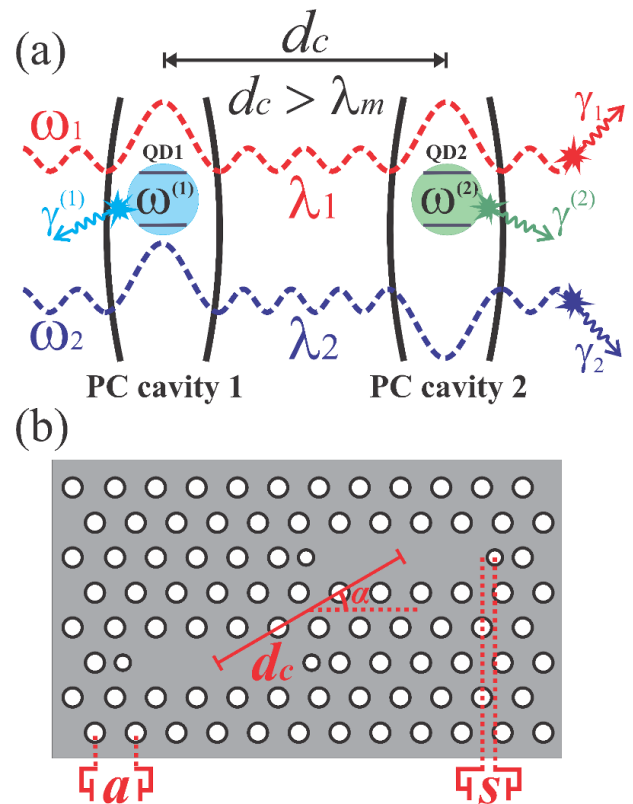 (a)
d_c
d_c > λ_m
ω_1
QD1
QD2
γ_1
γ^(1)
ω^(1)
λ_1
ω^(2)
γ^(2)
ω_2
λ_2
γ_2
PC cavity 1
PC cavity 2
(b)
α
d_c
a
s